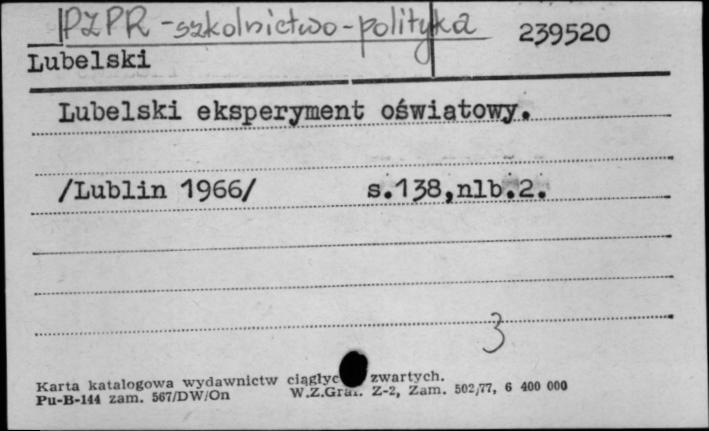 PZPR - szkolnictwo - polityka 239520
Lubelski
Lubelski eksperyment oświatowy.
/Lublin 1966/ s.138,nlb.2.
3
Karta katalogowa wydawnictw ciągłyc zwartych.
Pu-B-144 zam. 567/DW/On W.Z.Graf. Z-2, Zam. 502/77, 6 400 000